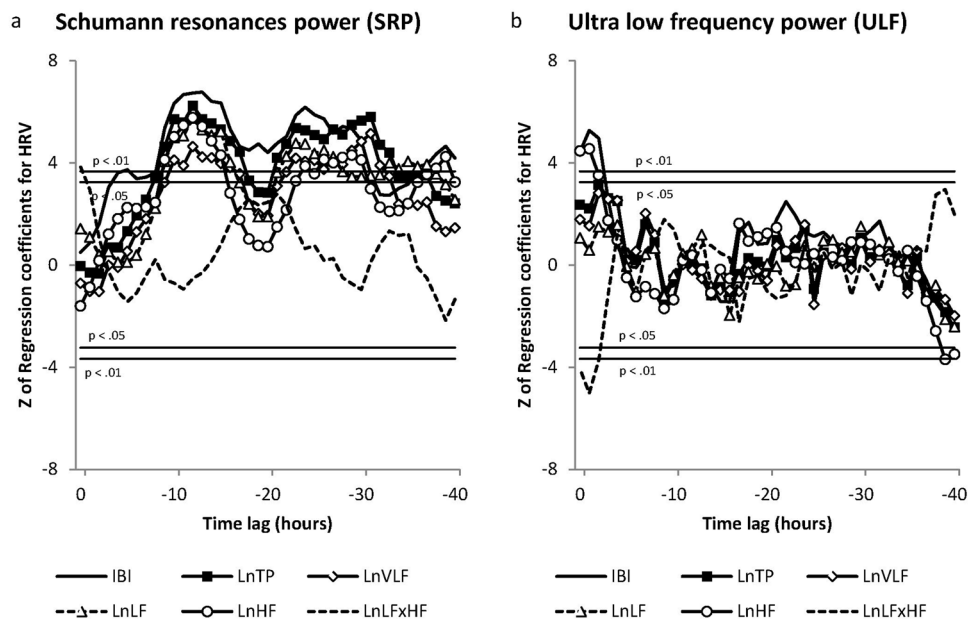 a Schumann resonances power (SRP)
b Ultra low frequency power (ULF)
Z of Regression coefficients for HRV
8
4
0
-4
-8
p < .01
p < .05
p < .05
p < .01
0 -10 -20 -30 -40
Time lag (hours)
IBI LnTP LnVLF
LnLF LnHF LnLFxHF
Z of Regression coefficients for HRV
8
4
0
-4
-8
p < .01
p < .05
p < .05
p < .01
0 -10 -20 -30 -40
Time lag (hours)
IBI LnTP LnVLF
LnLF LnHF LnLFxHF